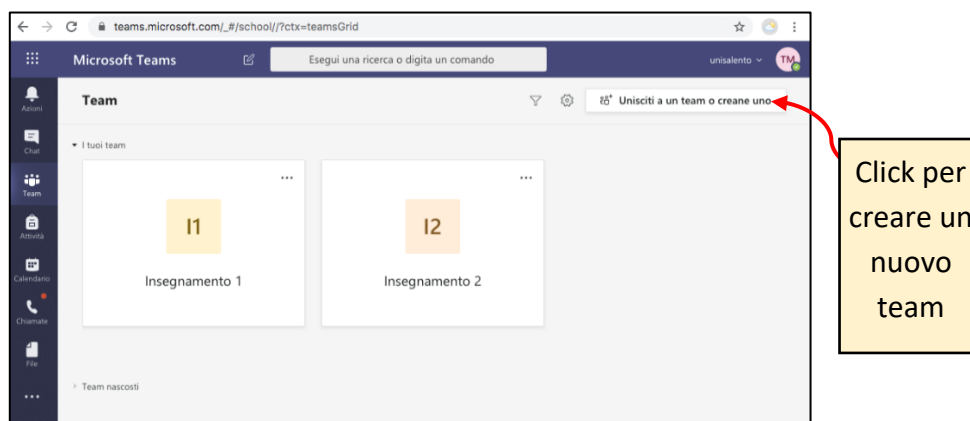 teams.microsoft.com/_#/school//?ctx=teamsGrid
Microsoft Teams
Esegui una ricerca o digita un comando
unisalento
TM
Azioni
Chat
Team
Attività
Calendario
Chiamate
File
Team
Unisciti a un team o creane uno
I tuoi team
I1
Insegnamento 1
I2
Insegnamento 2
Team nascosti
Click per
creare un
nuovo
team